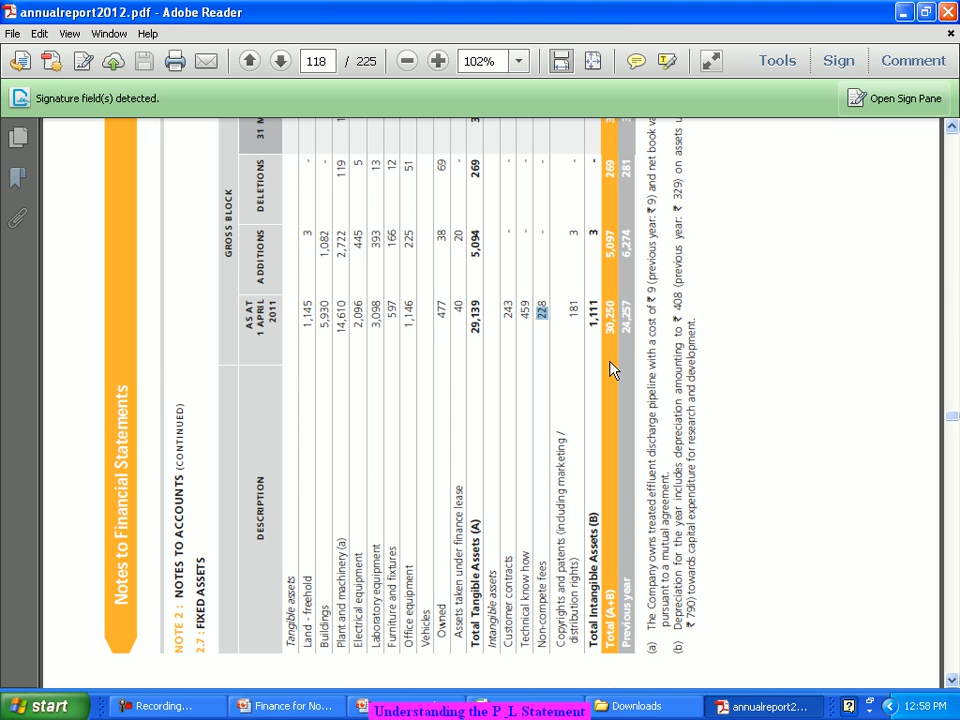 annualreport2012.pdf - Adobe Reader
File Edit View Window Help
118 / 225 102% Tools Sign Comment
Signature field(s) detected. Open Sign Pane
Notes to Financial Statements
NOTE 2 : NOTES TO ACCOUNTS (CONTINUED)
2.7 : FIXED ASSETS
GROSS BLOCK
DESCRIPTION AS AT 1 APRIL 2011 ADDITIONS DELETIONS 31 M
Tangible assets
Land - freehold 1,145 3 -
Buildings 5,930 1,082 -
Plant and machinery (a) 14,610 2,722 119 1
Electrical equipment 2,096 445 5
Laboratory equipment 3,098 393 13
Furniture and fixtures 597 166 12
Office equipment 1,146 225 51
Vehicles
Owned 477 38 69
Assets taken under finance lease 40 20 -
Total Tangible Assets (A) 29,139 5,094 269 3
Intangible assets
Customer contracts 243 - -
Technical know how 459 - -
Non-compete fees 228 - -
Copyrights and patents (including marketing /
distribution rights) 181 3 -
Total Intangible Assets (B) 1,111 3 -
Total (A+B) 30,250 5,097 269 3
Previous year 24,257 6,274 281 3
(a) The Company owns treated effluent discharge pipeline with a cost of ₹ 9 (previous year: ₹ 9) and net book va
pursuant to a mutual agreement.
(b) Depreciation for the year includes depreciation amounting to ₹ 408 (previous year: ₹ 329) on assets u
₹ 790) towards capital expenditure for research and development.
start Recording... Finance for No... Downloads annualreport2... 12:58 PM
Understanding the P_L Statement